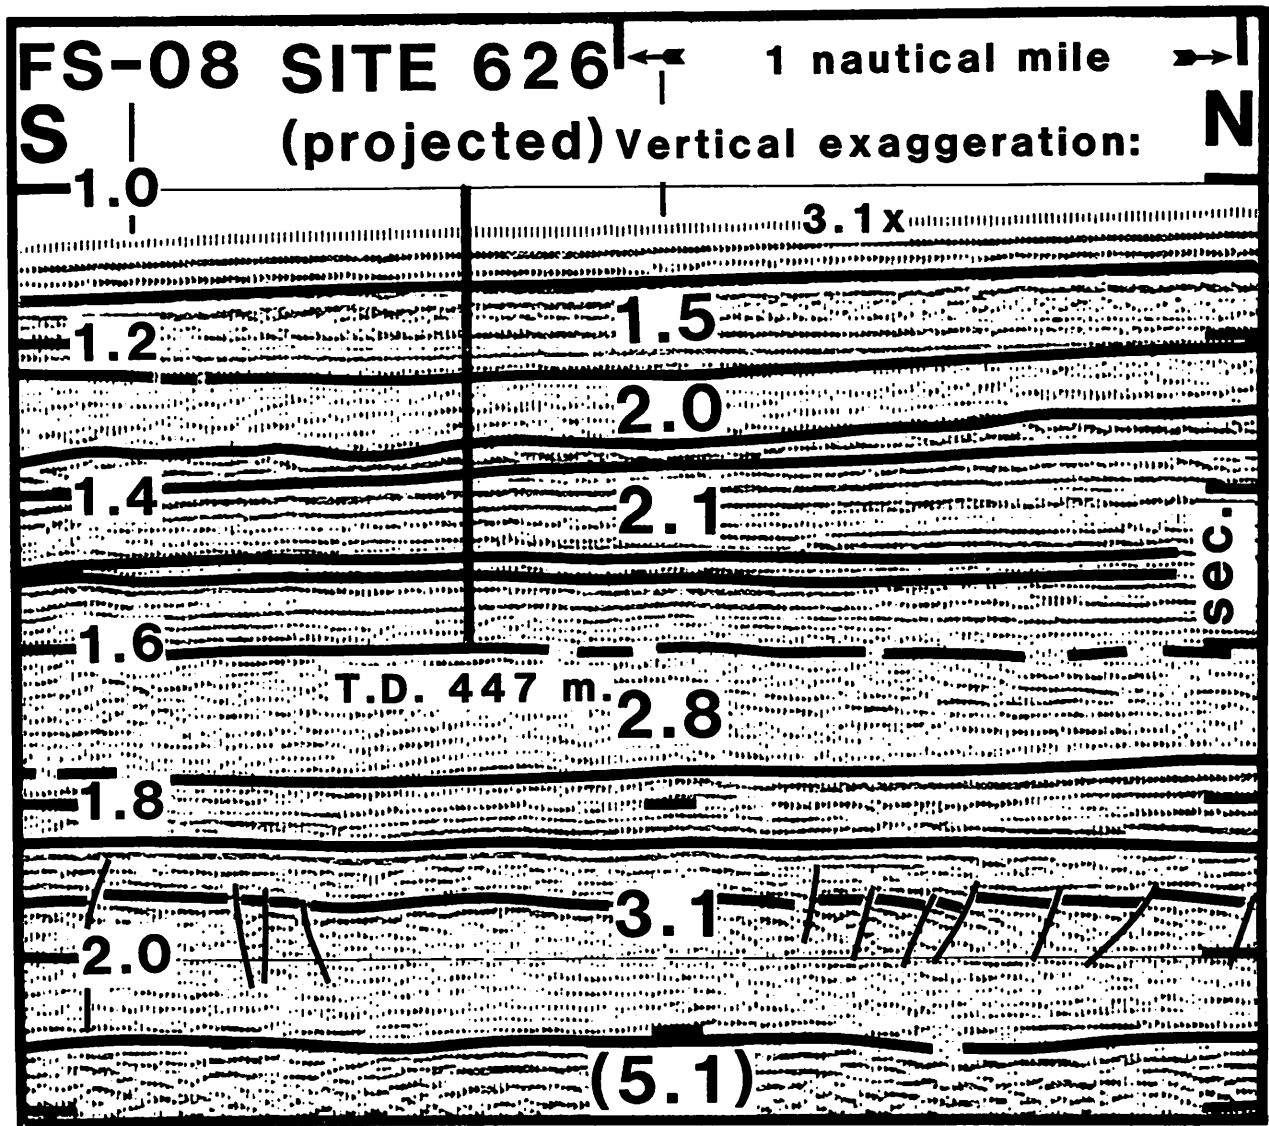 FS-08 SITE 626 1 nautical mile
S (projected) Vertical exaggeration: N
1.0
3.1x
1.5
1.2
2.0
1.4 2.1
sec.
1.6
T.D. 447 m. 2.8
1.8
3.1
2.0
(5.1)